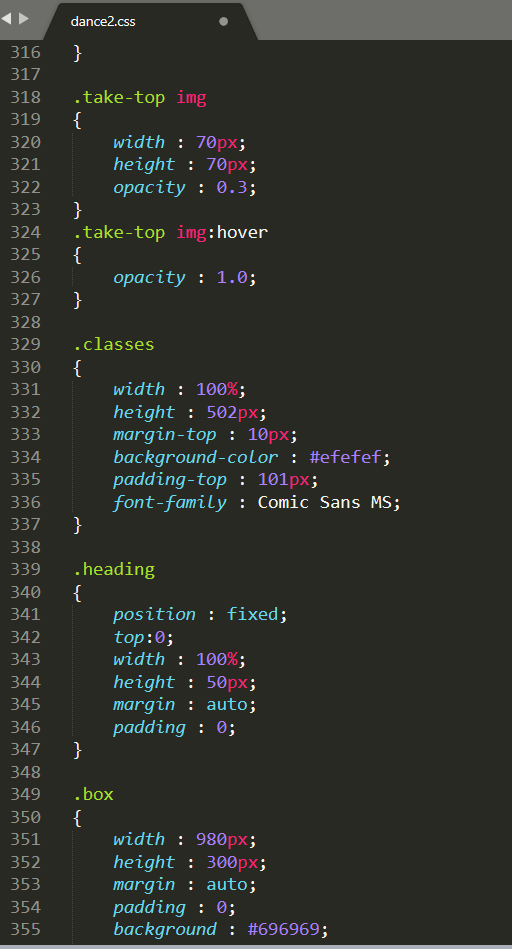 dance2.css
316 }
317
318 .take-top img
319 {
320 width : 70px;
321 height : 70px;
322 opacity : 0.3;
323 }
324 .take-top img:hover
325 {
326 opacity : 1.0;
327 }
328
329 .classes
330 {
331 width : 100%;
332 height : 502px;
333 margin-top : 10px;
334 background-color : #efefef;
335 padding-top : 101px;
336 font-family : Comic Sans MS;
337 }
338
339 .heading
340 {
341 position : fixed;
342 top:0;
343 width : 100%;
344 height : 50px;
345 margin : auto;
346 padding : 0;
347 }
348
349 .box
350 {
351 width : 980px;
352 height : 300px;
353 margin : auto;
354 padding : 0;
355 background : #696969;